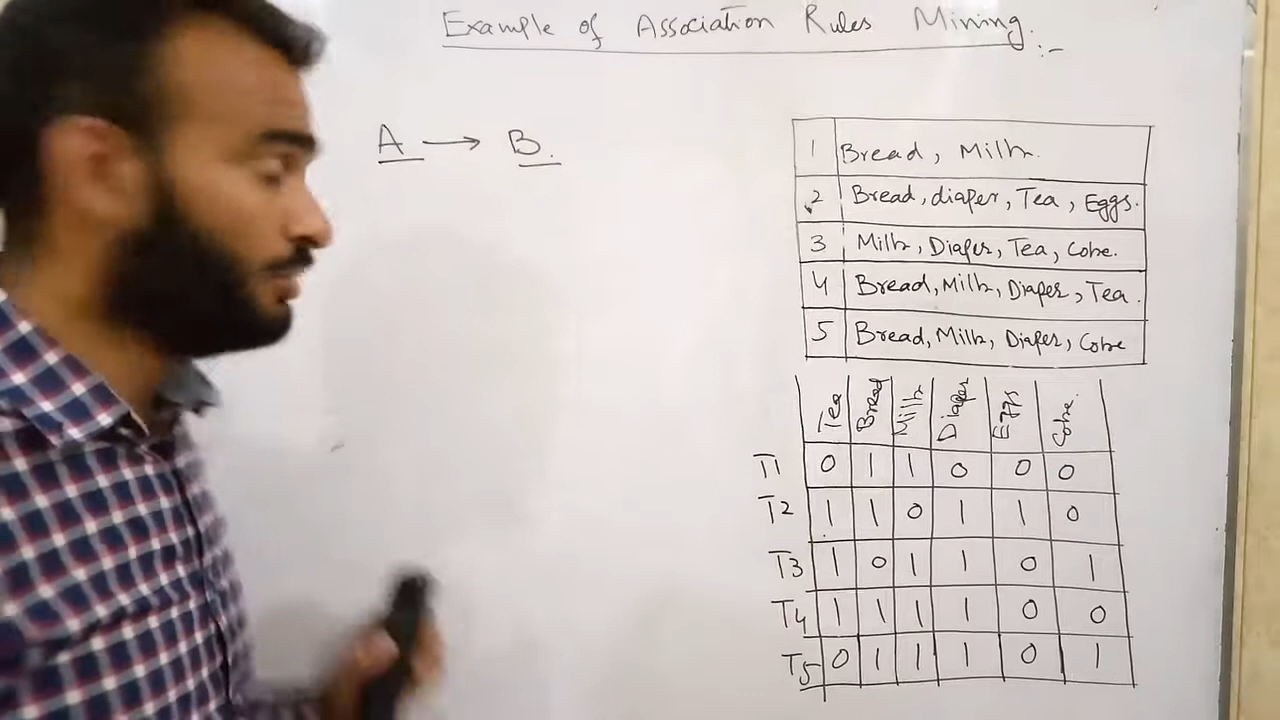 Example of Association Rules Mining :-
A → B.
1 Bread, Milk.
2 Bread, diaper, Tea, Eggs.
3 Milk, Diaper, Tea, Coke.
4 Bread, Milk, Diaper, Tea.
5 Bread, Milk, Diaper, Coke
Tea Bread Milk Diaper Eggs Coke.
T1 0 1 1 0 0 0
T2 1 1 0 1 1 0
T3 1 0 1 1 0 1
T4 1 1 1 1 0 0
T5 0 1 1 1 0 1